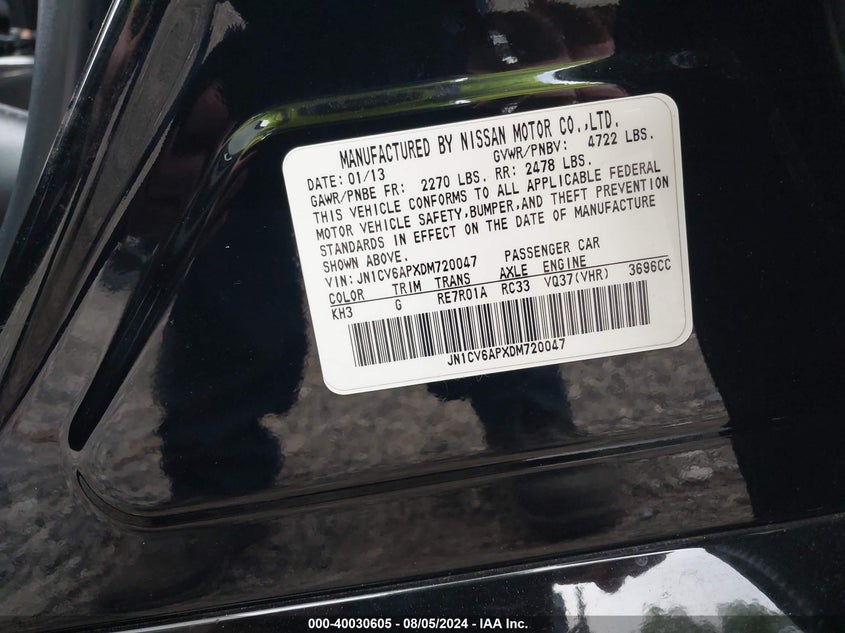 MANUFACTURED BY NISSAN MOTOR CO.,LTD.
DATE: 01/13 GVWR/PNBV: 4722 LBS.
GAWR/PNBE FR: 2270 LBS. RR: 2478 LBS.
THIS VEHICLE CONFORMS TO ALL APPLICABLE FEDERAL
MOTOR VEHICLE SAFETY,BUMPER,AND THEFT PREVENTION
STANDARDS IN EFFECT ON THE DATE OF MANUFACTURE
SHOWN ABOVE.
VIN: JN1CV6APXDM720047 PASSENGER CAR
COLOR TRIM TRANS AXLE ENGINE
KH3 G RE7R01A RC33 VQ37(VHR) 3696CC
JN1CV6APXDM720047
000-40030605 - 08/05/2024 - IAA Inc.